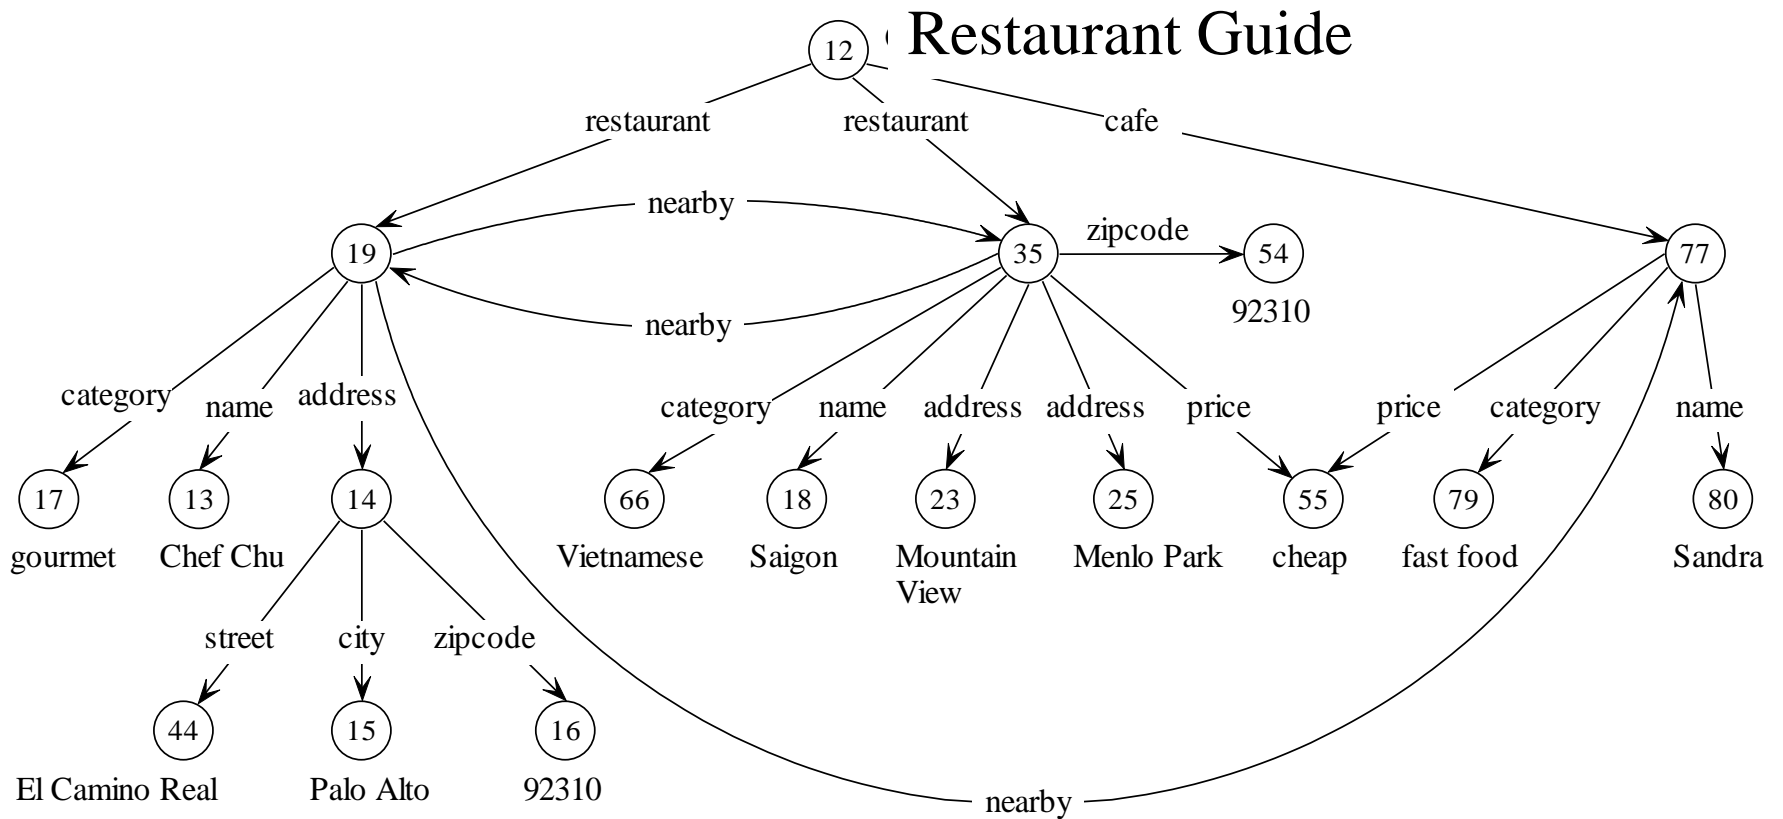 Restaurant Guide
12
restaurant
restaurant
cafe
nearby
zipcode
19
35
54
77
92310
nearby
category
name
address
category
name
address
address
price
price
category
name
17
13
14
66
18
23
25
55
79
80
gourmet
Chef Chu
Vietnamese
Saigon
Mountain
View
Menlo Park
cheap
fast food
Sandra
street
city
zipcode
44
15
16
El Camino Real
Palo Alto
92310
nearby